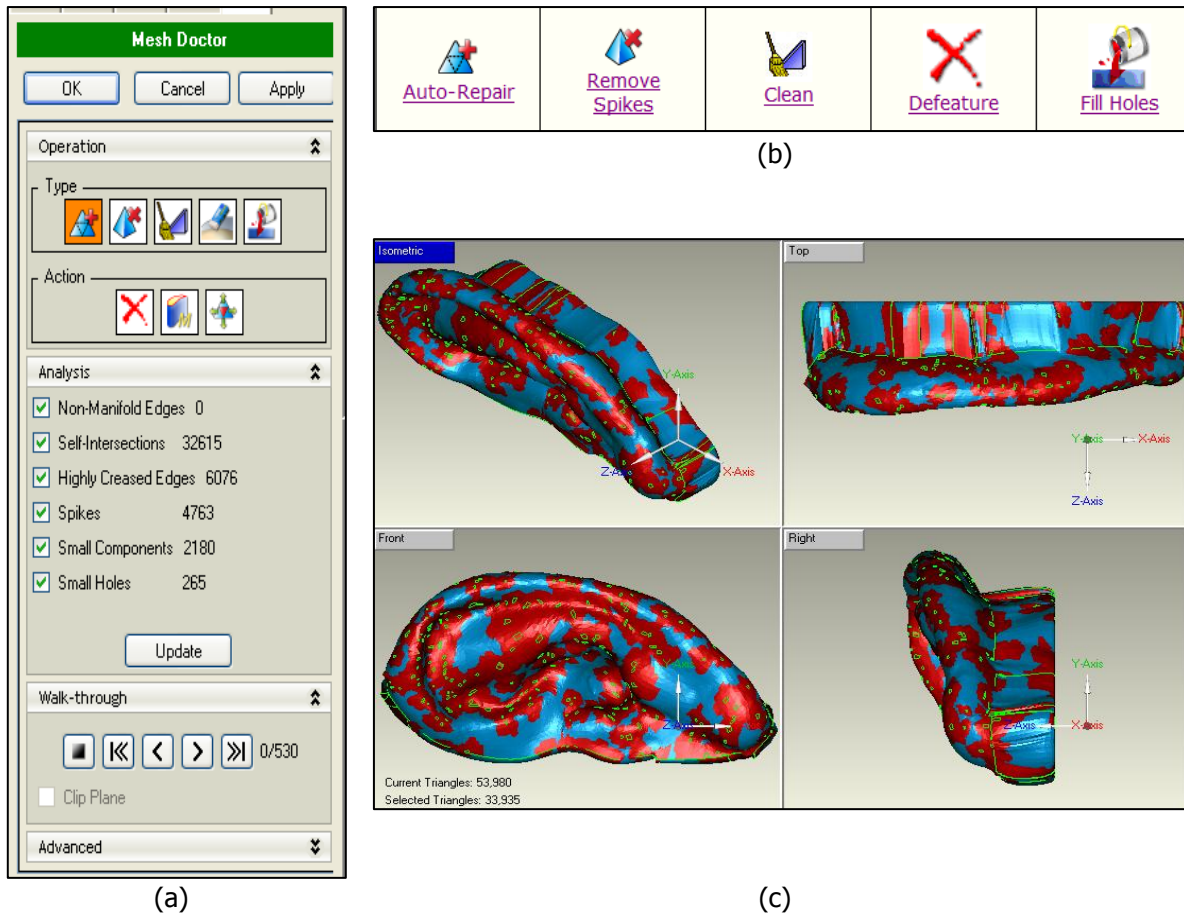 Mesh Doctor
OK Cancel Apply
Operation
Type
Action
Analysis
Non-Manifold Edges 0
Self-Intersections 32615
Highly Creased Edges 6076
Spikes 4763
Small Components 2180
Small Holes 265
Update
Walk-through
0/530
Clip Plane
Advanced
(a)
Auto-Repair
Remove
Spikes
Clean
Defeature
Fill Holes
(b)
Isometric
Y-Axis
Z-Axis
X-Axis
Top
Y-Axis
X-Axis
Z-Axis
Front
Y-Axis
Z-Axis
Current Triangles: 53,980
Selected Triangles: 33,935
Right
Y-Axis
Z-Axis
X-Axis
(c)